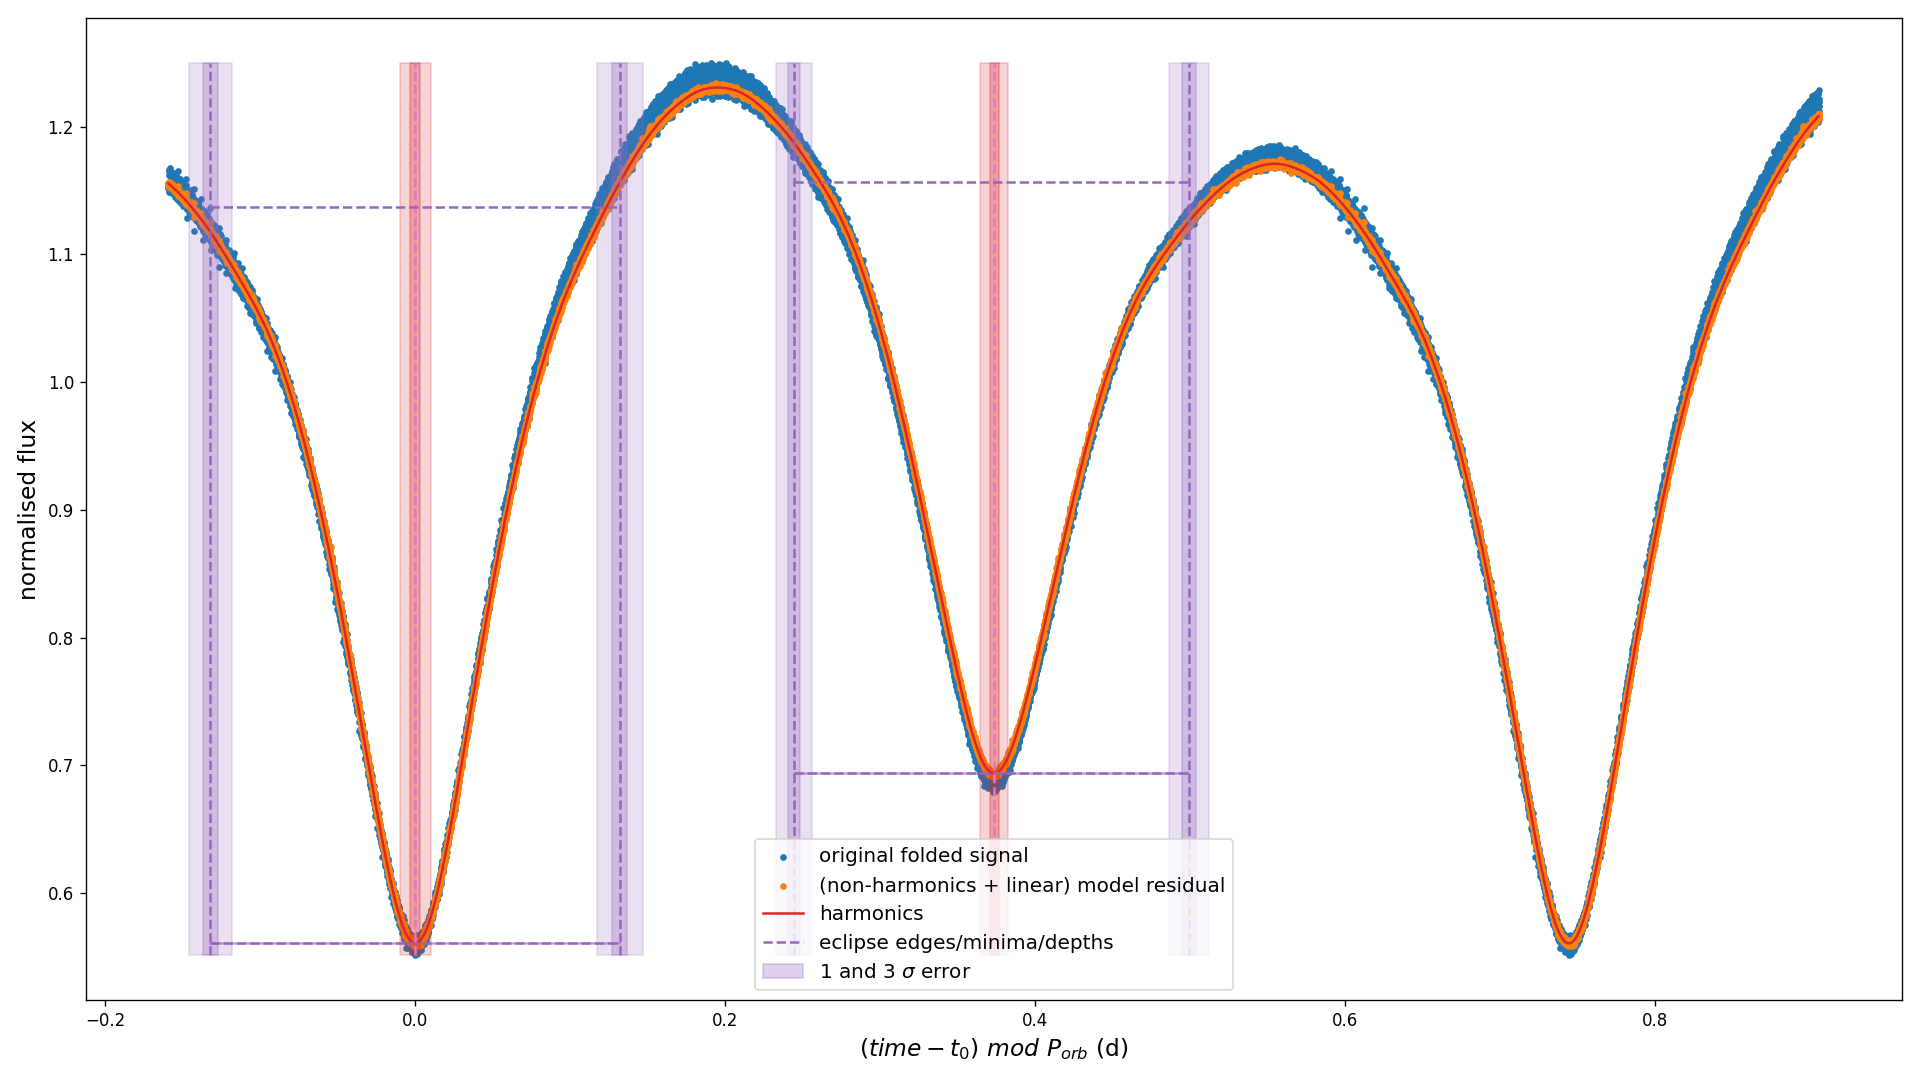 normalised flux
1.2
1.1
1.0
0.9
0.8
0.7
0.6
−0.2
0.0
0.2
0.4
0.6
0.8
(time − t₀) mod P_orb (d)
original folded signal
(non-harmonics + linear) model residual
harmonics
eclipse edges/minima/depths
1 and 3 σ error